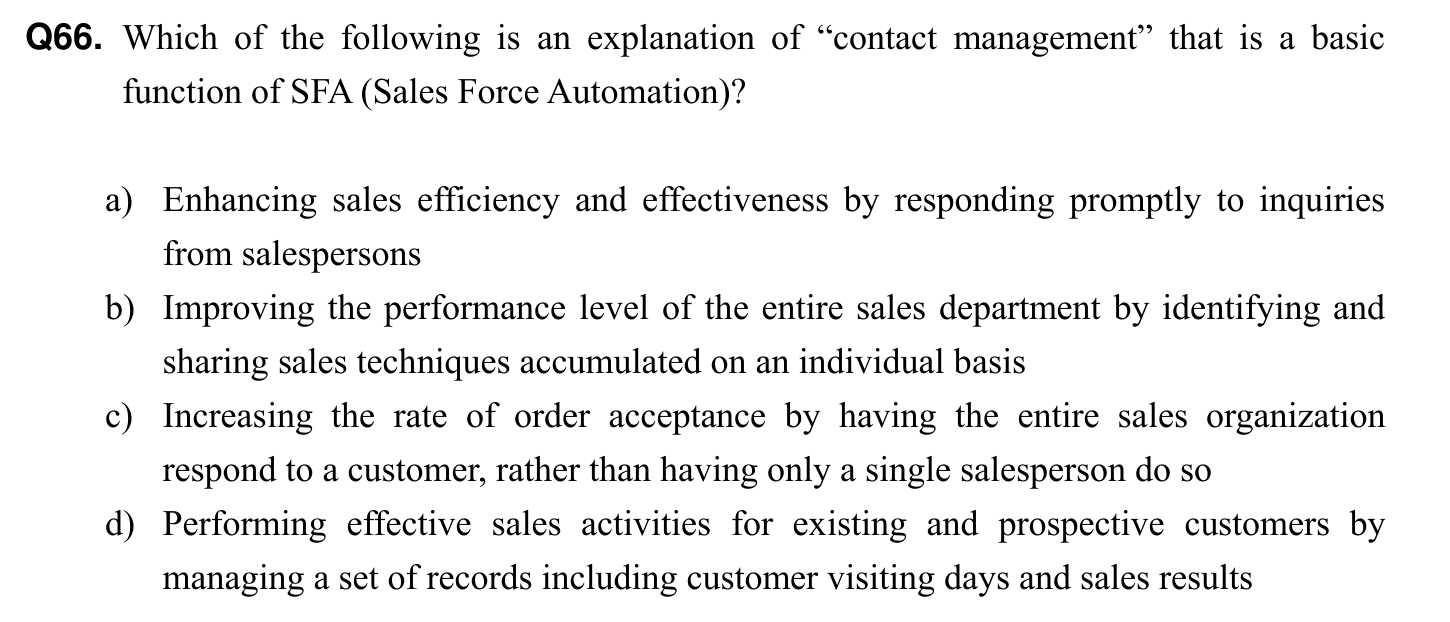 Q66. Which of the following is an explanation of “contact management” that is a basic
function of SFA (Sales Force Automation)?
a) Enhancing sales efficiency and effectiveness by responding promptly to inquiries
from salespersons
b) Improving the performance level of the entire sales department by identifying and
sharing sales techniques accumulated on an individual basis
c) Increasing the rate of order acceptance by having the entire sales organization
respond to a customer, rather than having only a single salesperson do so
d) Performing effective sales activities for existing and prospective customers by
managing a set of records including customer visiting days and sales results